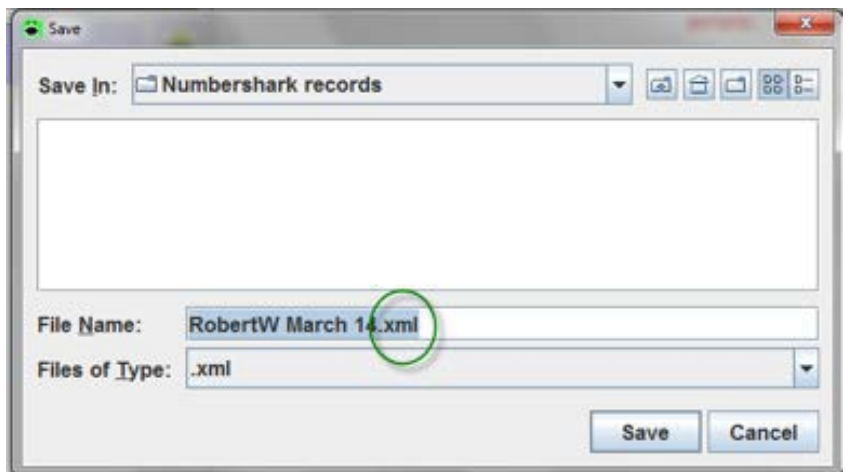 Save
Save In: Numbershark records
File Name: RobertW March 14.xml
Files of Type: .xml
Save Cancel